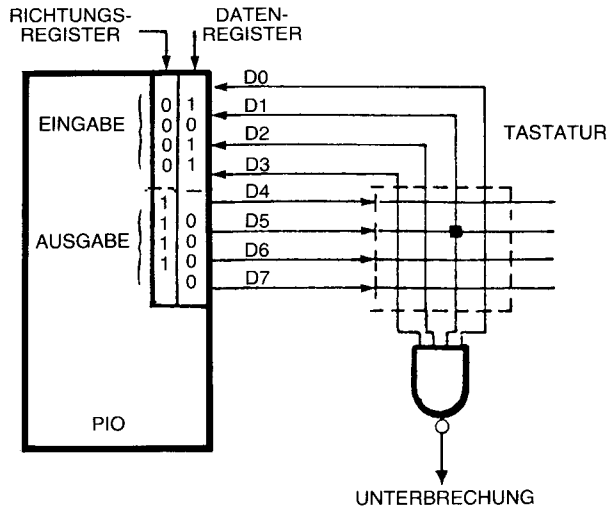 RICHTUNGS-
REGISTER
DATEN-
REGISTER
EINGABE
0 1
0 0
0 1
0 1
D0
D1
D2
D3
TASTATUR
AUSGABE
1 0
1 0
1 0
1 0
D4
D5
D6
D7
PIO
UNTERBRECHUNG